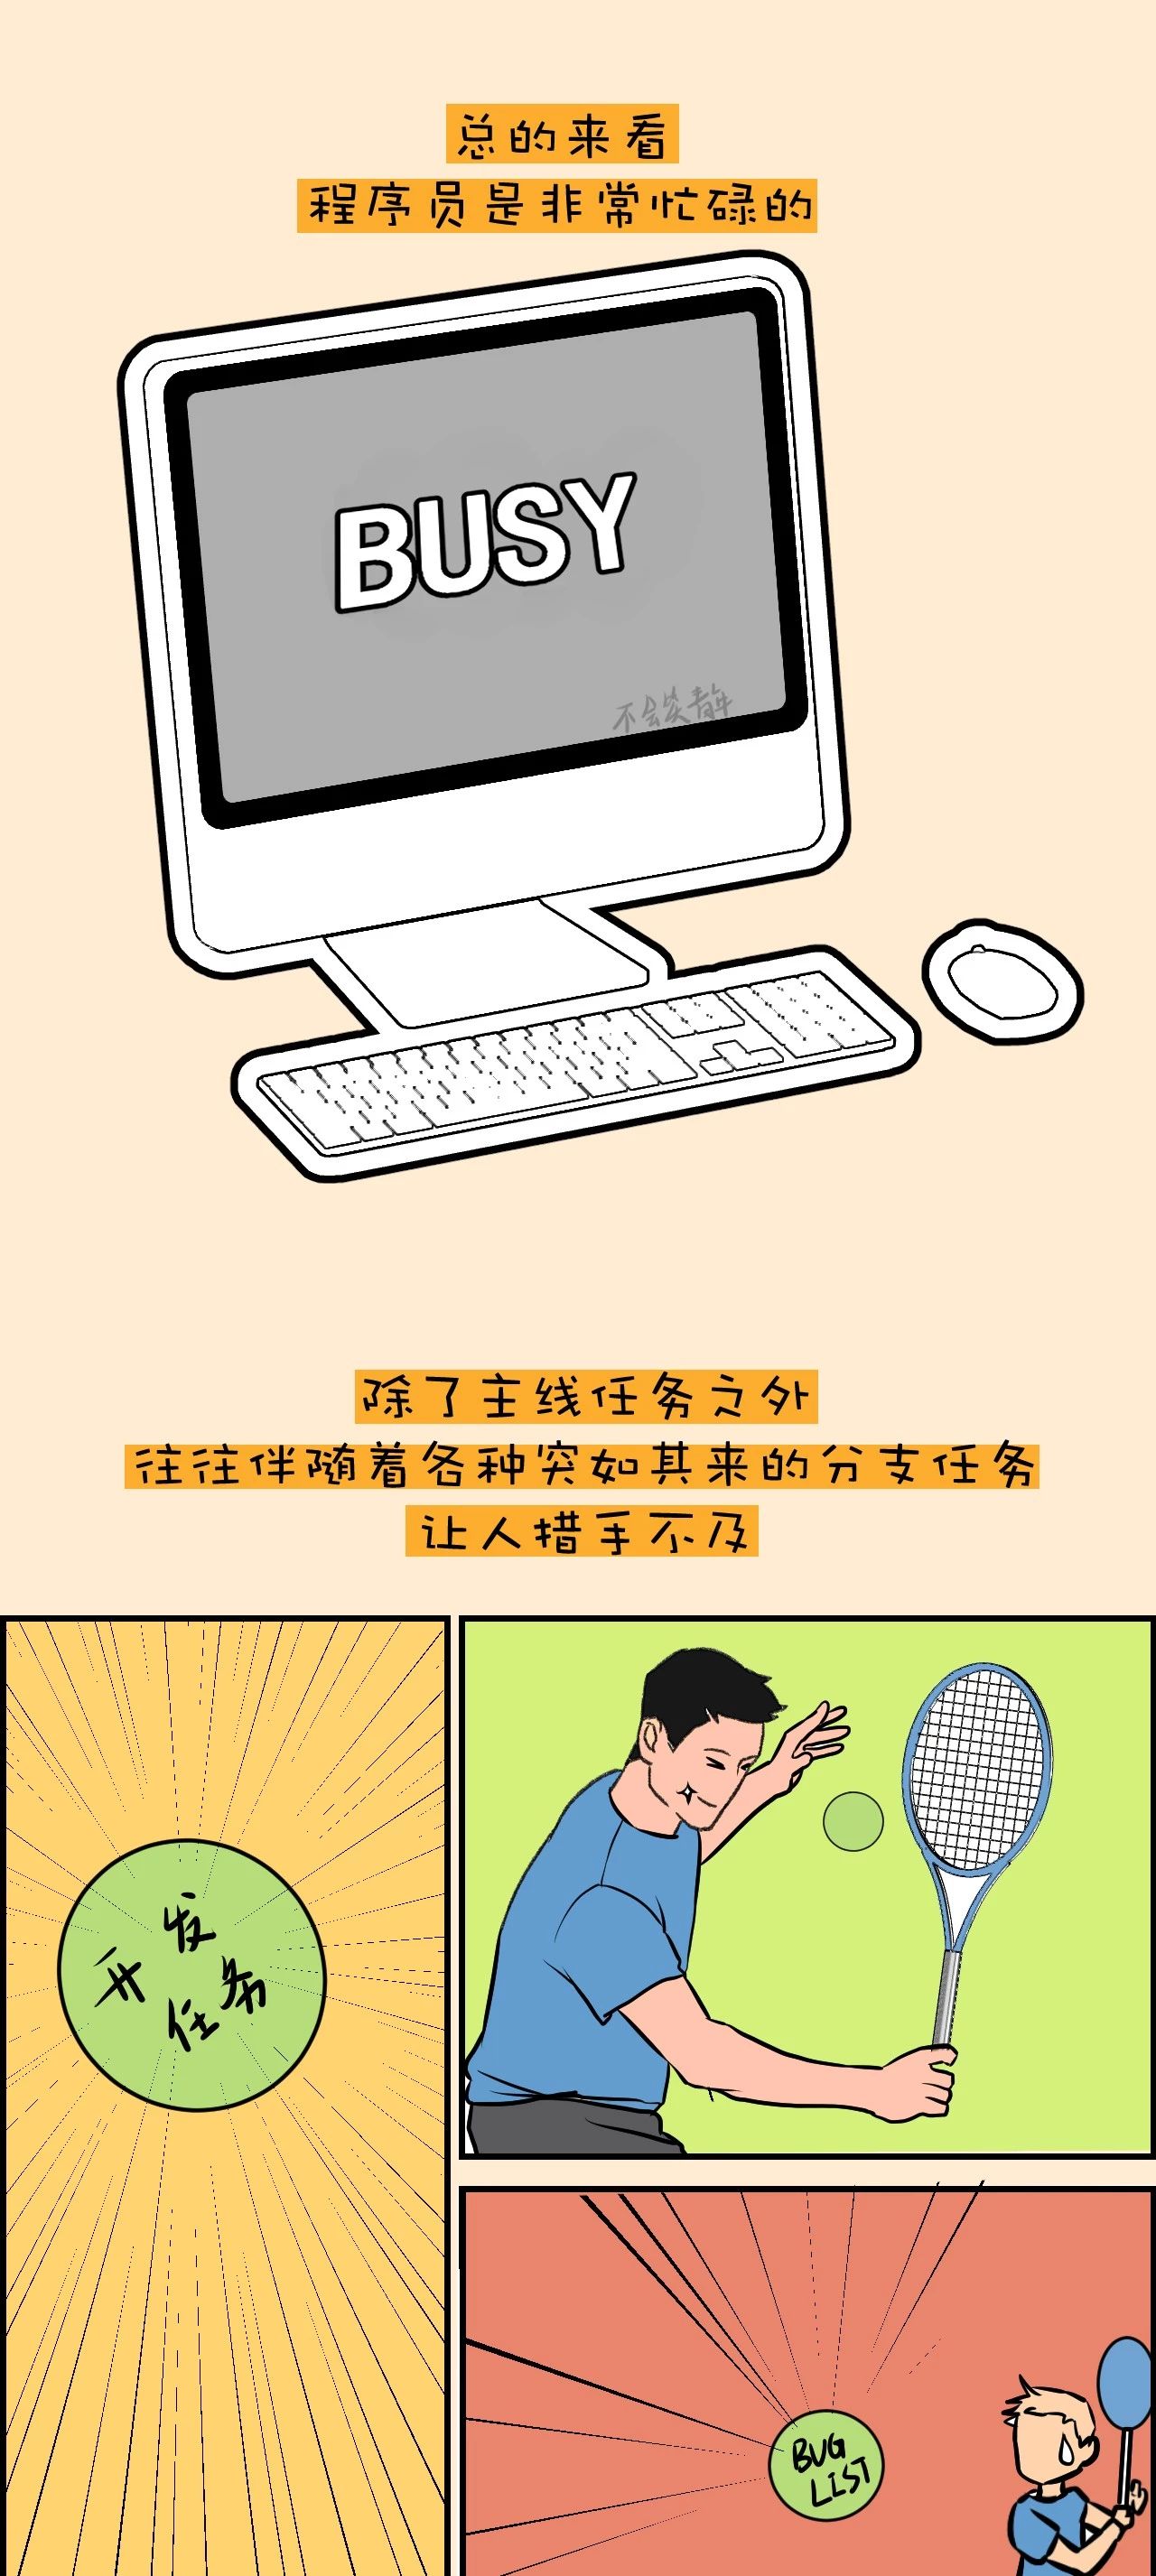 总的来看
程序员是非常忙碌的
BUSY
不会笑青年
除了主线任务之外
往往伴随着各种突如其来的分支任务
让人措手不及
开发
任务
BUG
LIST